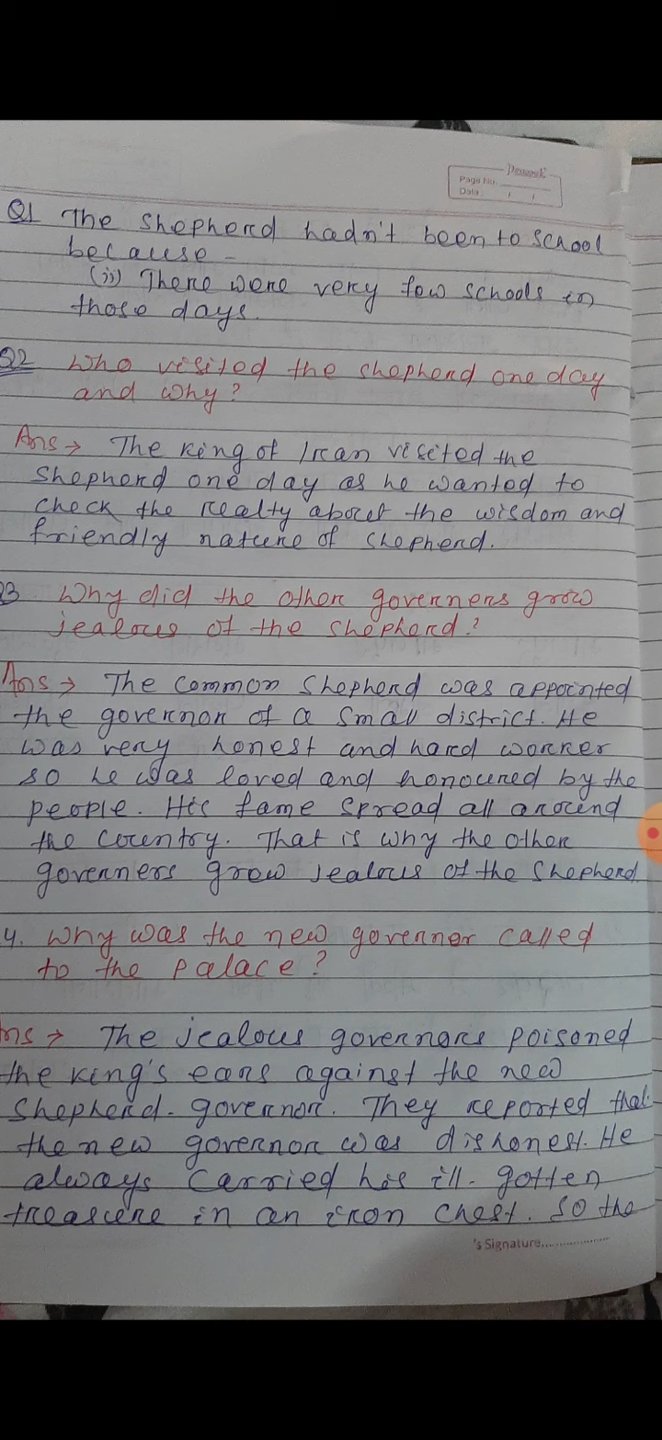 Page No.
Date
Q1 The Shepherd hadn't been to School
because -
(ii) There were very few schools in
those days.
Q2 Who visited the shepherd one day
and why?
Ans → The king of Iran visited the
Shepherd one day as he wanted to
check the realty about the wisdom and
friendly nature of shepherd.
Q3 Why did the other governers grow
jealous of the shepherd?
Ans → The common Shepherd was appointed
the governor of a small district. He
was very honest and hard worker
so he was loved and honoured by the
people. His fame spread all around
the country. That is why the other
governers grow jealous of the Shepherd
4. Why was the new governer called
to the palace?
Ans → The jealous governors poisoned
the king's ears against the new
Shepherd-governor. They reported that
the new governor was dishonest. He
always carried his ill-gotten
treasure in an iron chest. So the
's Signature